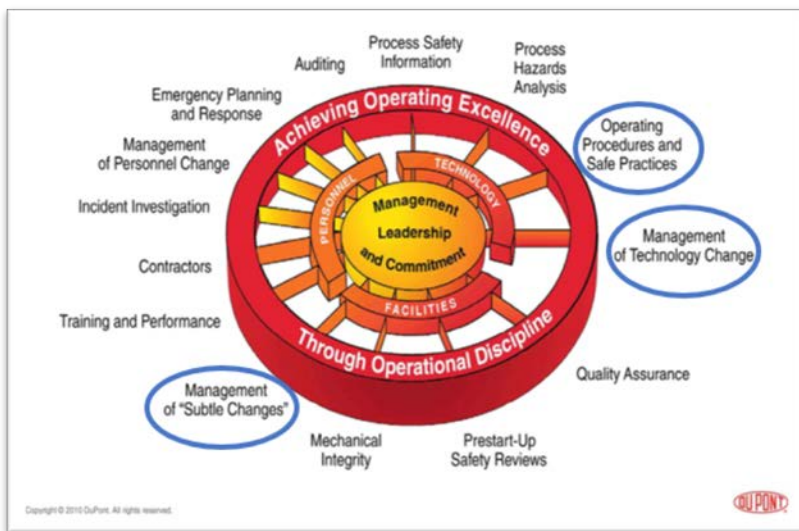 Process Safety
Information
Process
Hazards
Analysis
Auditing
Emergency Planning
and Response
Operating
Procedures and
Safe Practices
Management
of Personnel Change
Incident Investigation
Management
of Technology Change
Contractors
Training and Performance
Quality Assurance
Management
of "Subtle Changes"
Mechanical
Integrity
Prestart-Up
Safety Reviews
Achieving Operating Excellence
PERSONNEL
TECHNOLOGY
Management
Leadership
and Commitment
FACILITIES
Through Operational Discipline
Copyright © 2010 DuPont. All rights reserved.
DUPONT